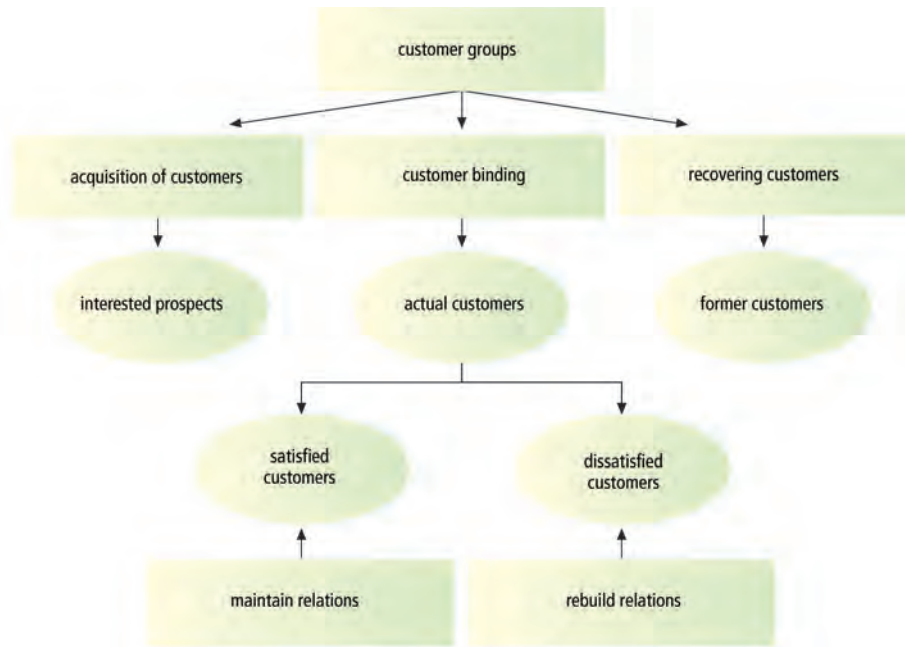 customer groups
acquisition of customers
customer binding
recovering customers
interested prospects
actual customers
former customers
satisfied
customers
dissatisfied
customers
maintain relations
rebuild relations